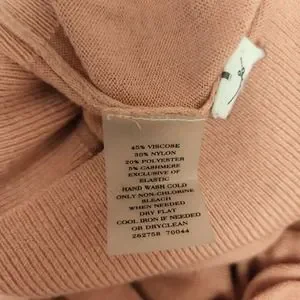 45% VISCOSE
30% NYLON
20% POLYESTER
5% CASHMERE
EXCLUSIVE OF
ELASTIC
HAND WASH COLD
ONLY NON-CHLORINE
BLEACH
WHEN NEEDED
DRY FLAT
COOL IRON IF NEEDED
OR DRYCLEAN
262758 70044